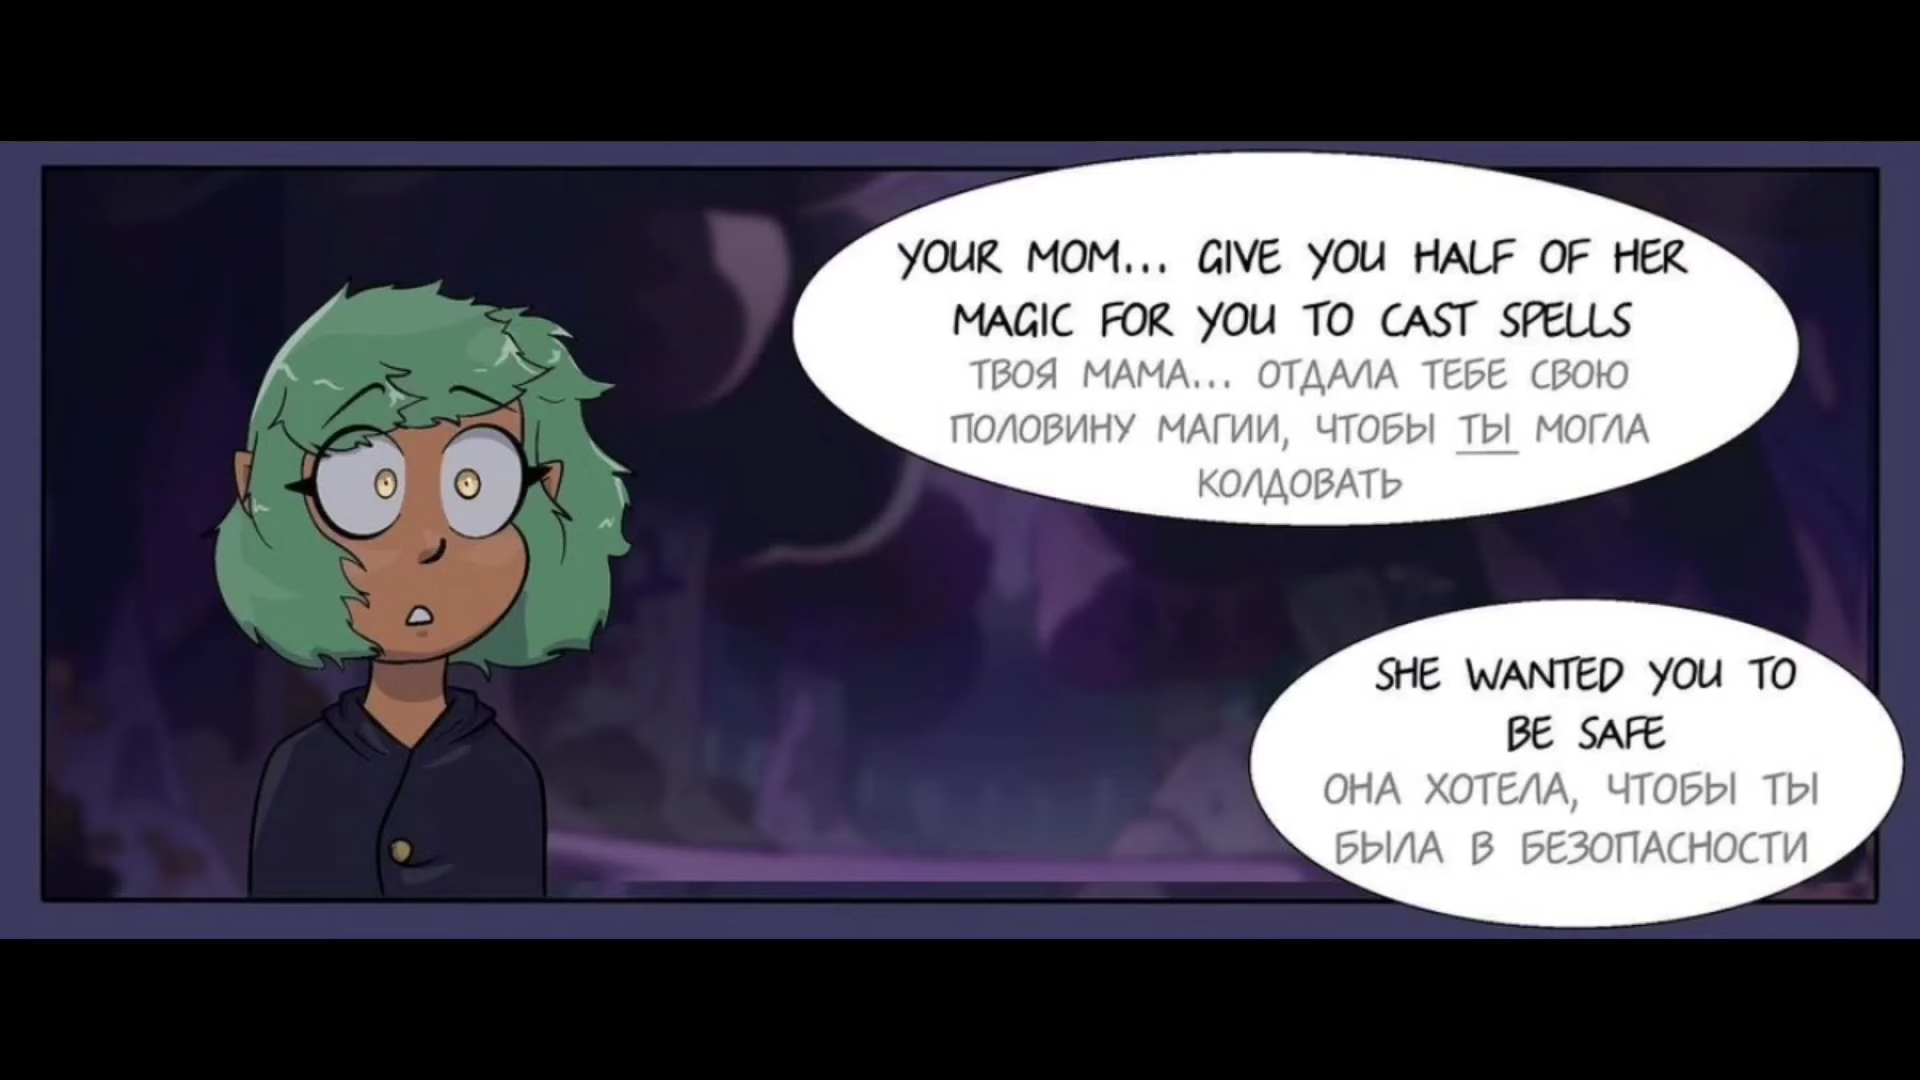 YOUR MOM... GIVE YOU HALF OF HER
MAGIC FOR YOU TO CAST SPELLS
ТВОЯ МАМА... ОТДАЛА ТЕБЕ СВОЮ
ПОЛОВИНУ МАГИИ, ЧТОБЫ ТЫ МОГЛА
КОЛДОВАТЬ
SHE WANTED YOU TO
BE SAFE
ОНА ХОТЕЛА, ЧТОБЫ ТЫ
БЫЛА В БЕЗОПАСНОСТИ